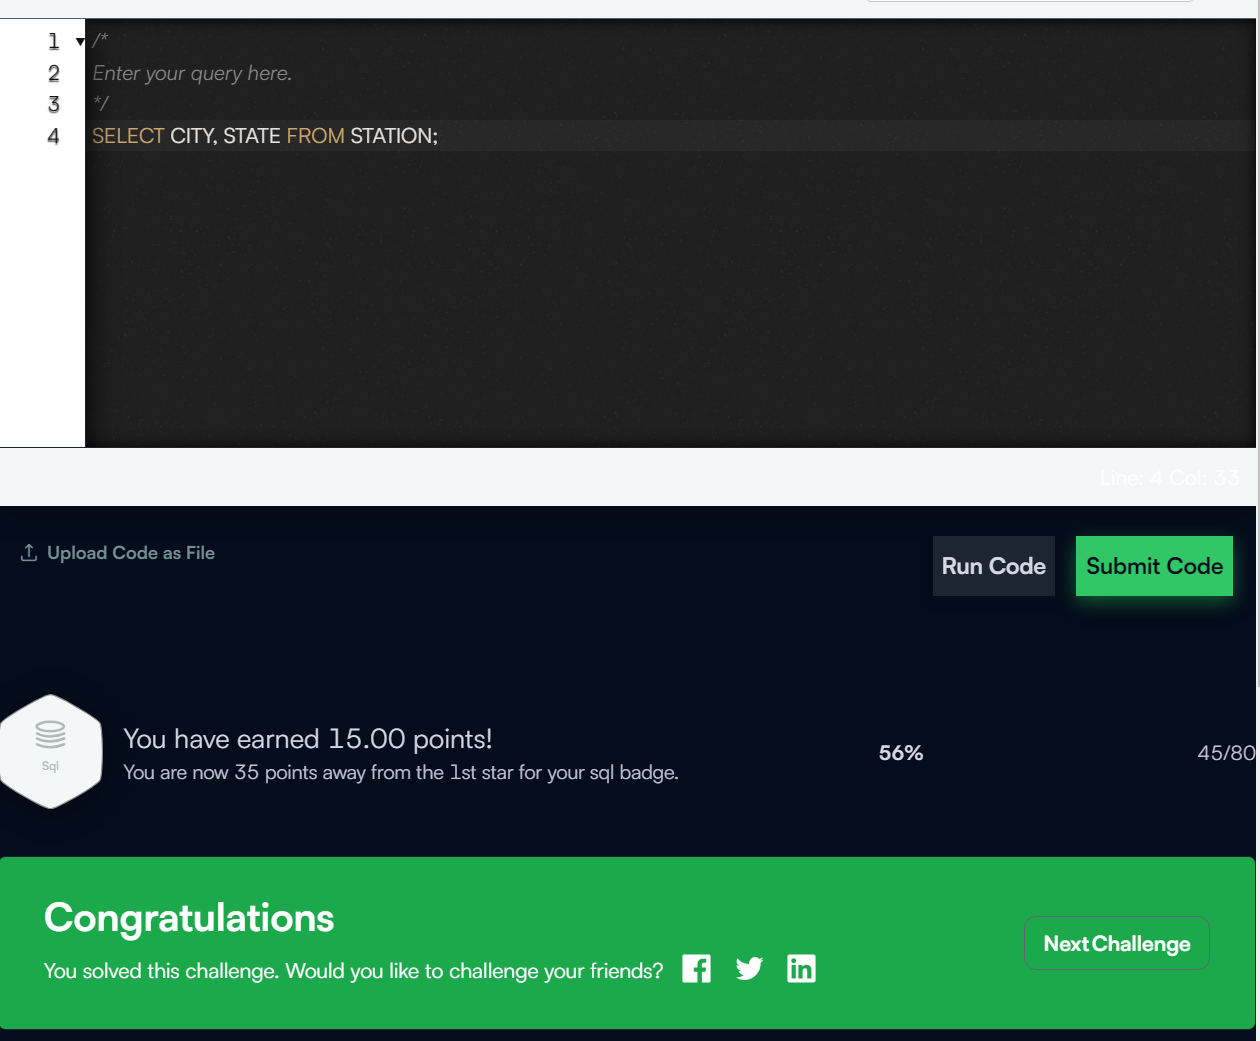 1 /*
2 Enter your query here.
3 */
4 SELECT CITY, STATE FROM STATION;
Line: 4 Col: 33
Upload Code as File
Run Code
Submit Code
Sql
You have earned 15.00 points!
You are now 35 points away from the 1st star for your sql badge.
56%
45/80
Congratulations
You solved this challenge. Would you like to challenge your friends?
Next Challenge